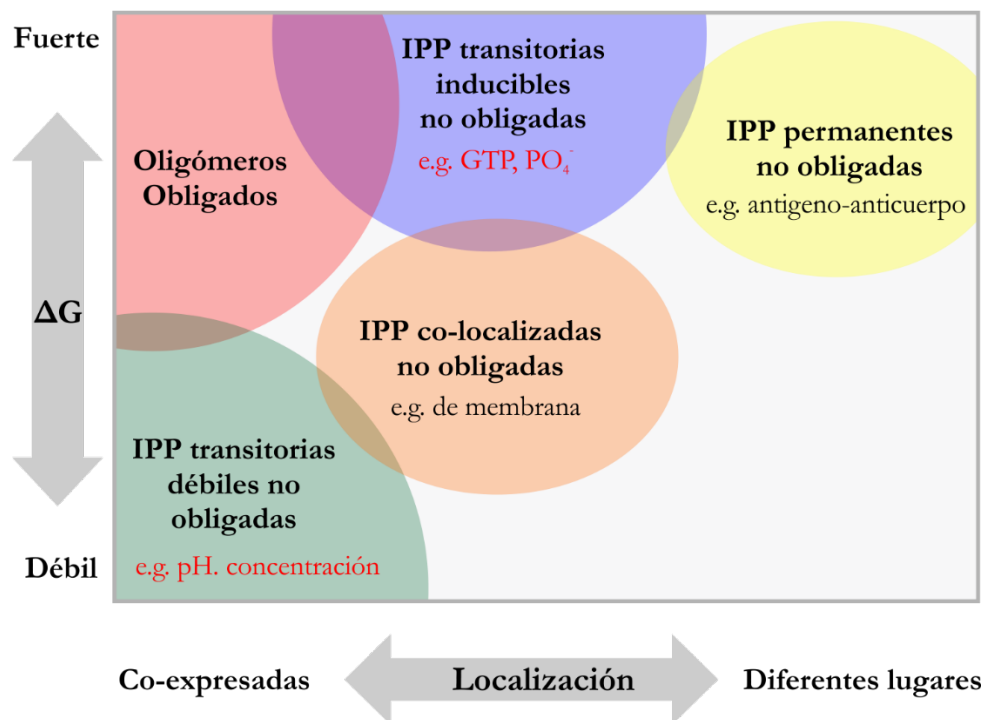 Fuerte
ΔG
Débil
Oligómeros
Obligados
IPP transitorias
inducibles
no obligadas
e.g. GTP, PO₄⁻
IPP permanentes
no obligadas
e.g. antigeno-anticuerpo
IPP co-localizadas
no obligadas
e.g. de membrana
IPP transitorias
débiles no
obligadas
e.g. pH. concentración
Co-expresadas
Localización
Diferentes lugares